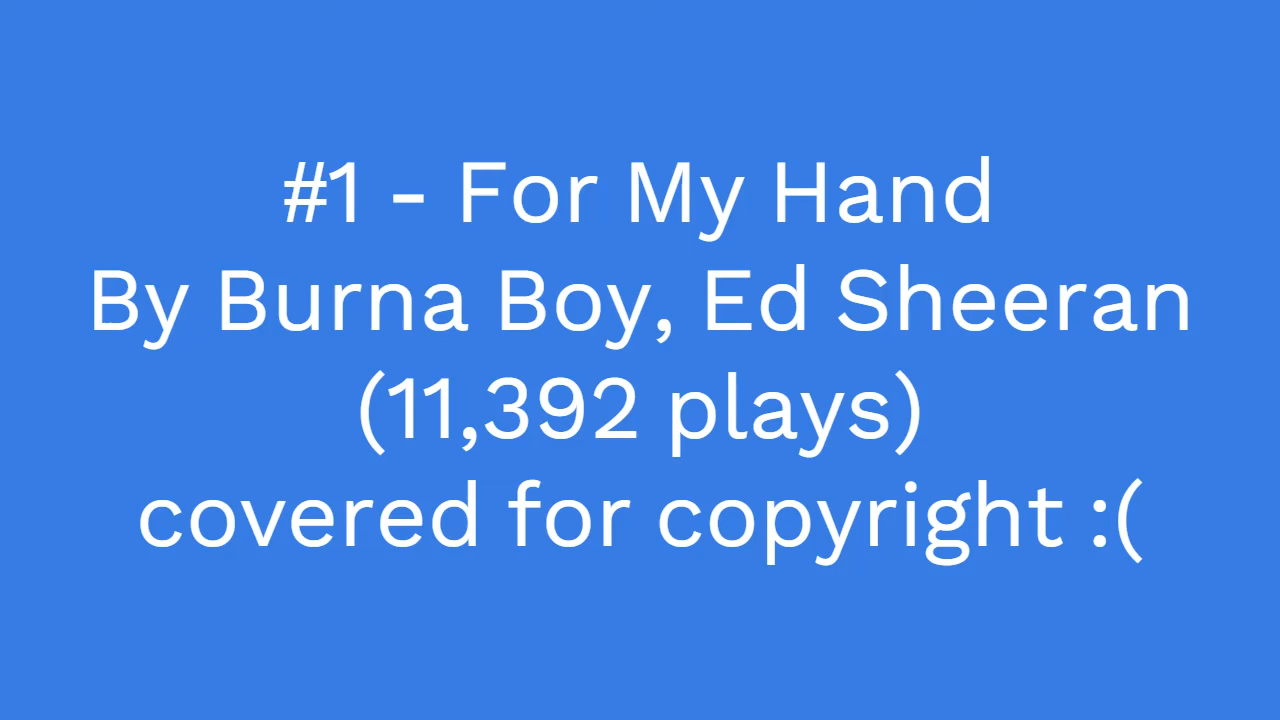 #1 - For My Hand
By Burna Boy, Ed Sheeran
(11,392 plays)
covered for copyright :(